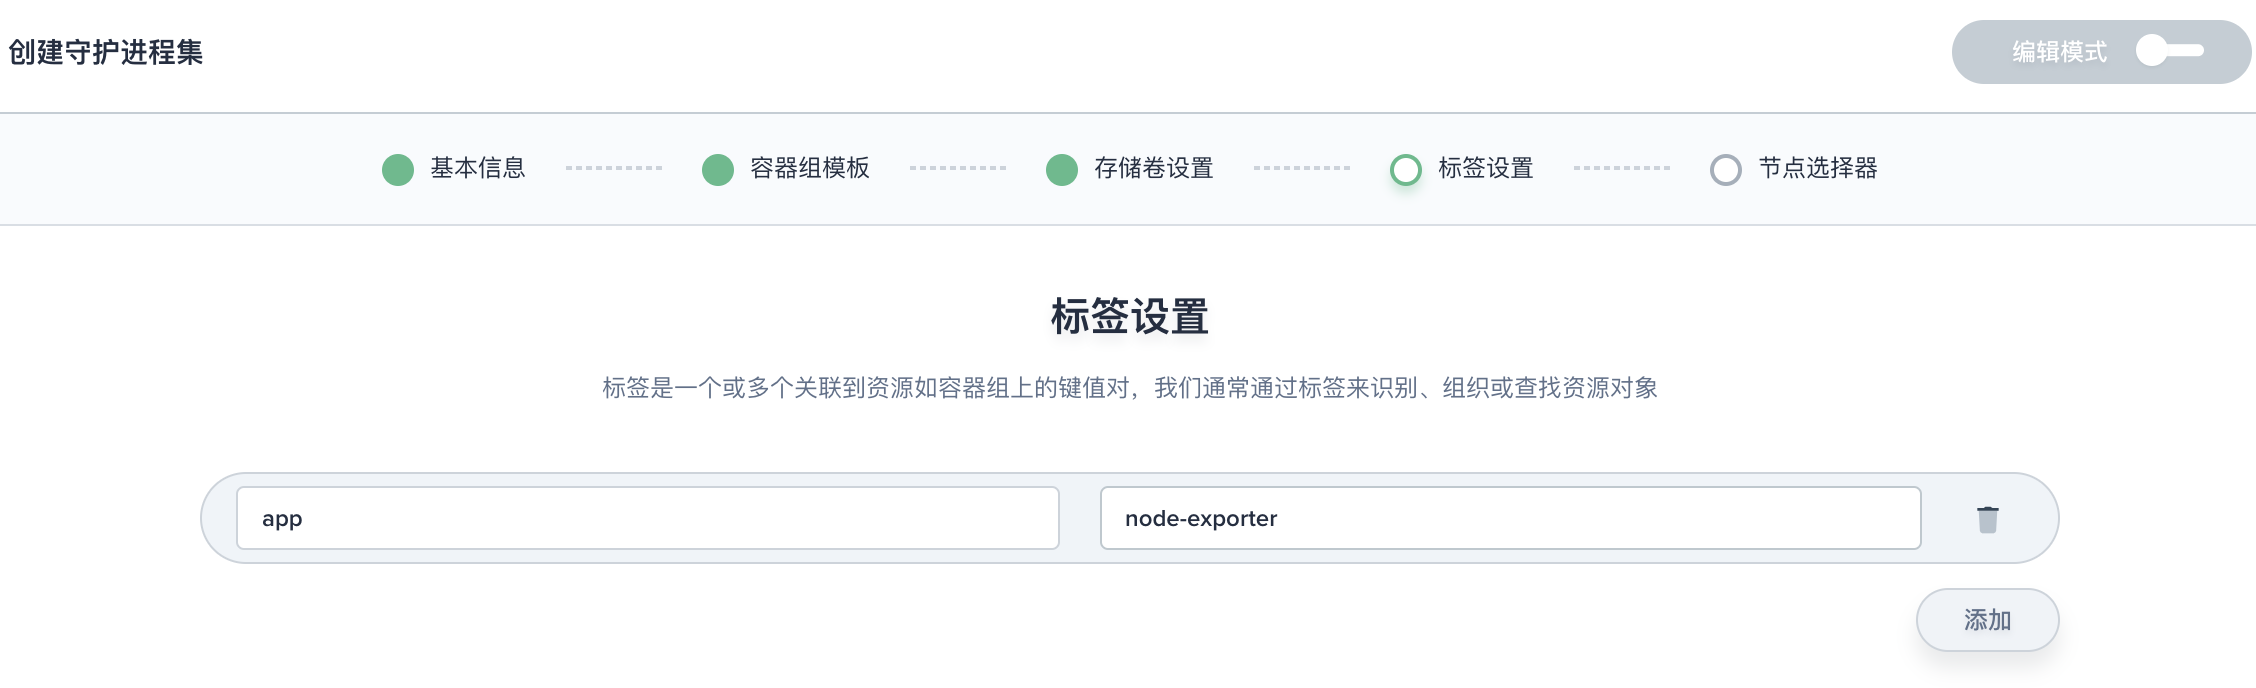 创建守护进程集
编辑模式
基本信息
容器组模板
存储卷设置
标签设置
节点选择器
标签设置
标签是一个或多个关联到资源如容器组上的键值对，我们通常通过标签来识别、组织或查找资源对象
app
node-exporter
添加